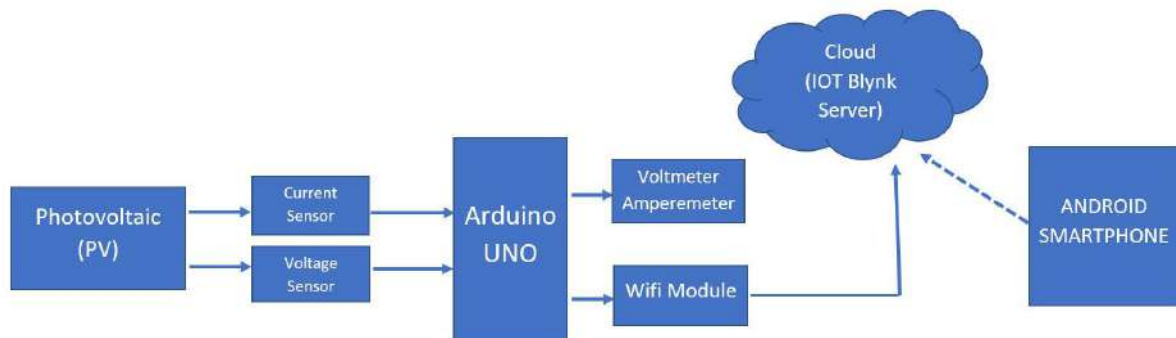 Photovoltaic
(PV)
Current
Sensor
Voltage
Sensor
Arduino
UNO
Voltmeter
Amperemeter
Wifi Module
Cloud
(IOT Blynk
Server)
ANDROID
SMARTPHONE